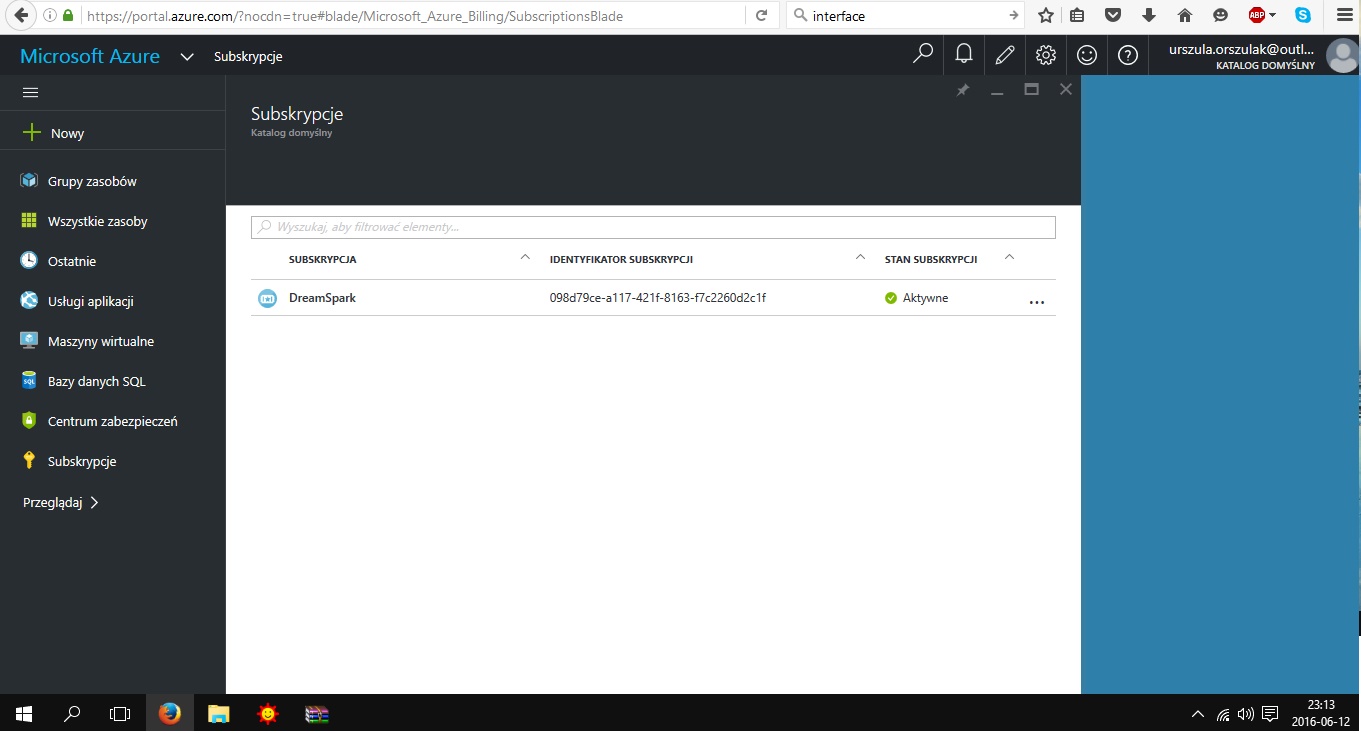 https://portal.azure.com/?nocdn=true#blade/Microsoft_Azure_Billing/SubscriptionsBlade
interface
ABP
Microsoft Azure
Subskrypcje
urszula.orszulak@outl...
KATALOG DOMYŚLNY
Nowy
Grupy zasobów
Wszystkie zasoby
Ostatnie
Usługi aplikacji
Maszyny wirtualne
SQL
Bazy danych SQL
Centrum zabezpieczeń
Subskrypcje
Przeglądaj
Subskrypcje
Katalog domyślny
Wyszukaj, aby filtrować elementy...
SUBSKRYPCJA IDENTYFIKATOR SUBSKRYPCJI STAN SUBSKRYPCJI
DreamSpark 098d79ce-a117-421f-8163-f7c2260d2c1f Aktywne ...
23:13
2016-06-12